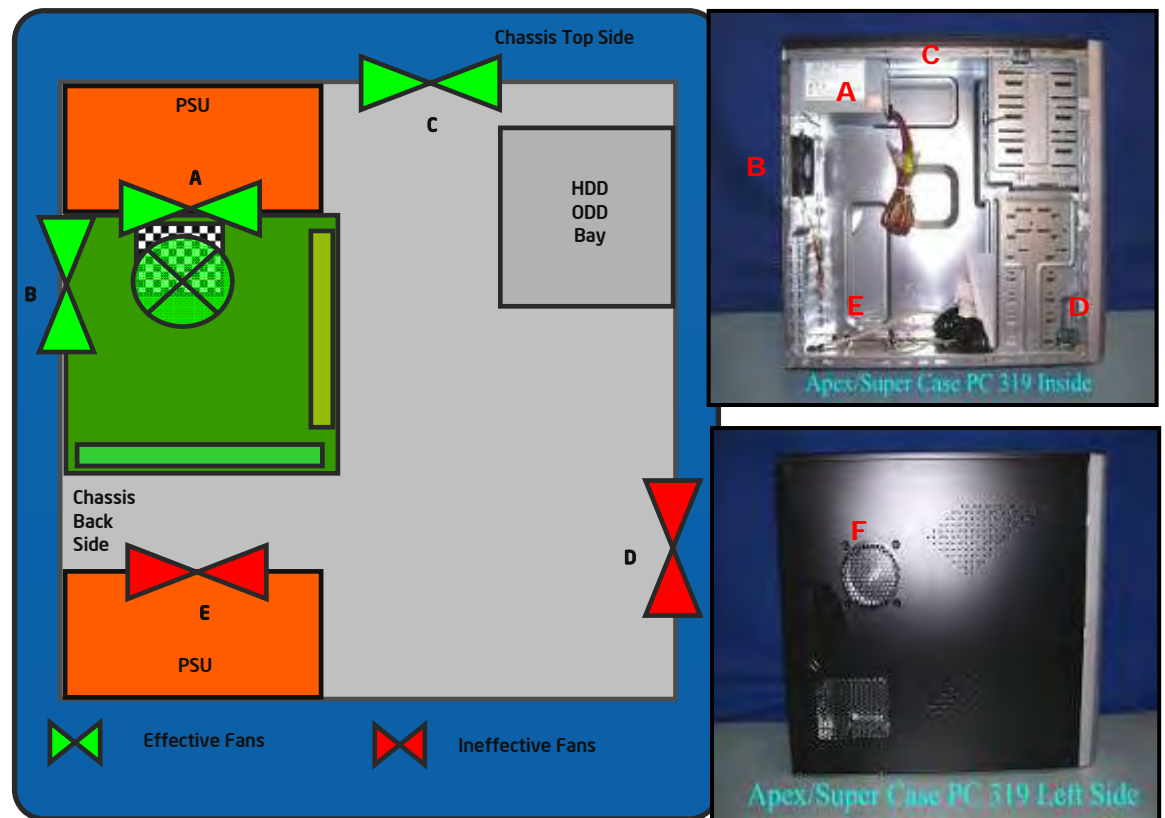 Chassis Top Side
PSU
A
C
HDD
ODD
Bay
B
Chassis
Back
Side
D
E
PSU
Effective Fans
Ineffective Fans
C
A
B
E
D
Apex/Super Case PC 319 Inside
F
Apex/Super Case PC 319 Left Side